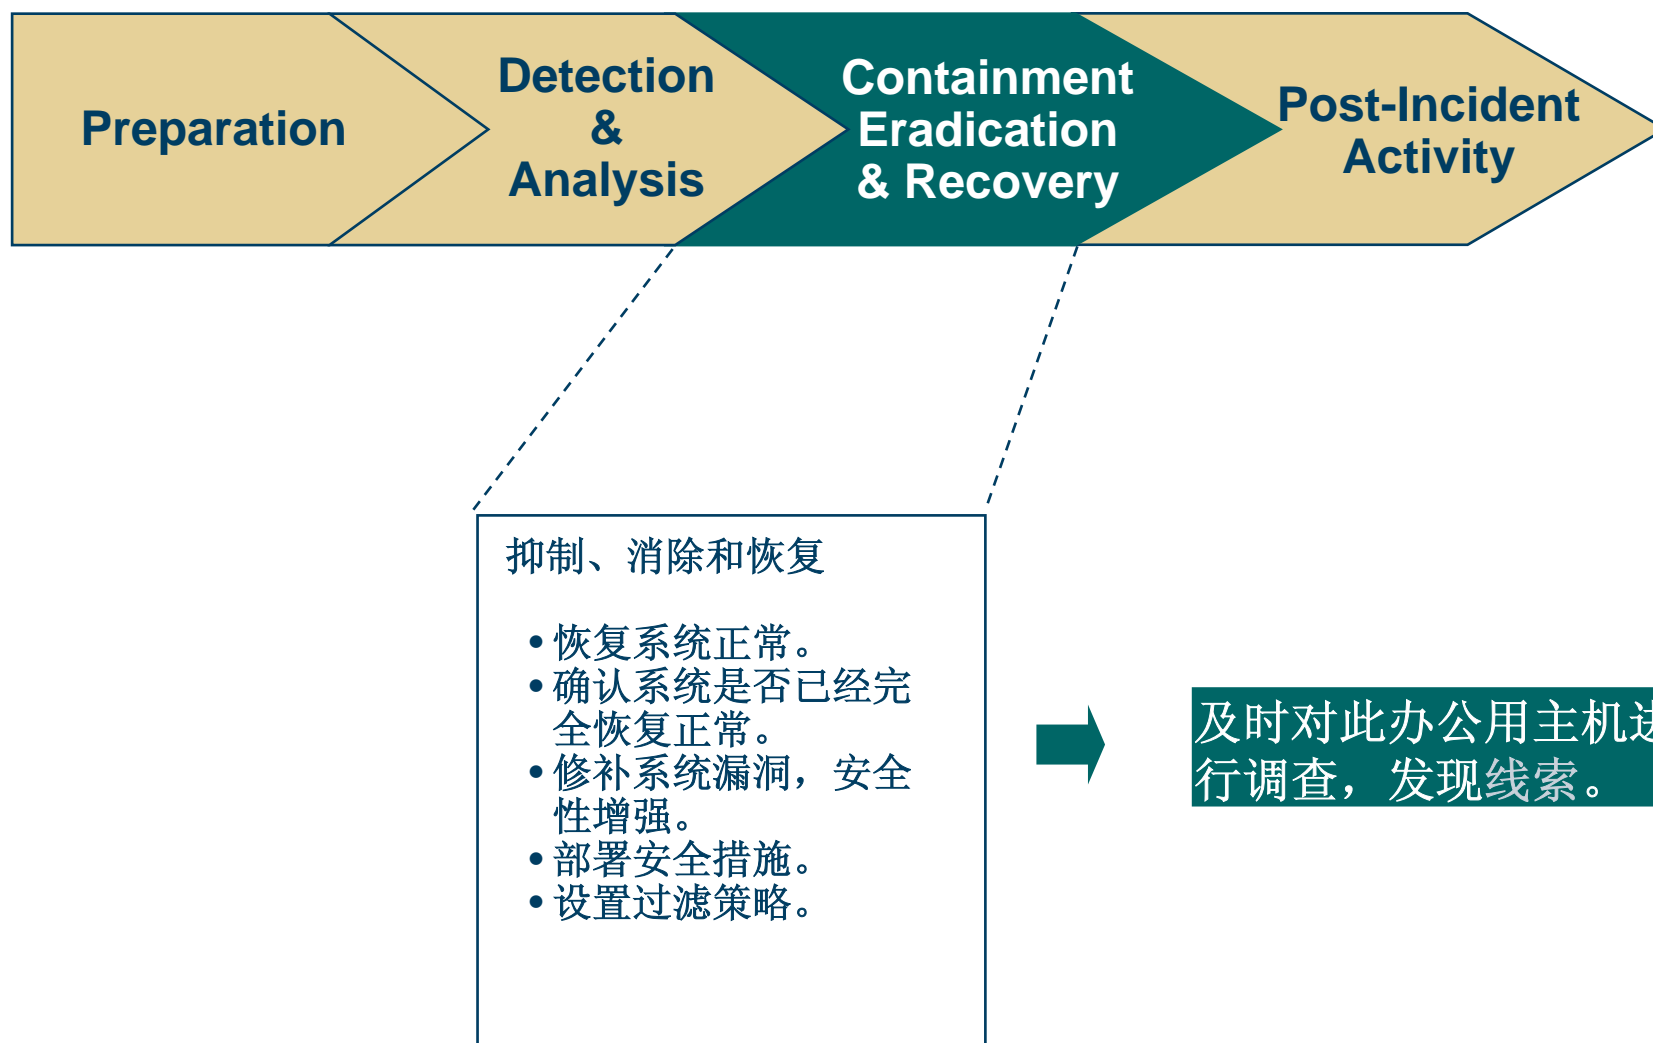 Preparation
Detection
&
Analysis
Containment
Eradication
& Recovery
Post-Incident
Activity
抑制、消除和恢复
•恢复系统正常。
•确认系统是否已经完
全恢复正常。
•修补系统漏洞，安全
性增强。
•部署安全措施。
•设置过滤策略。
及时对此办公用主机进
行调查，发现线索。